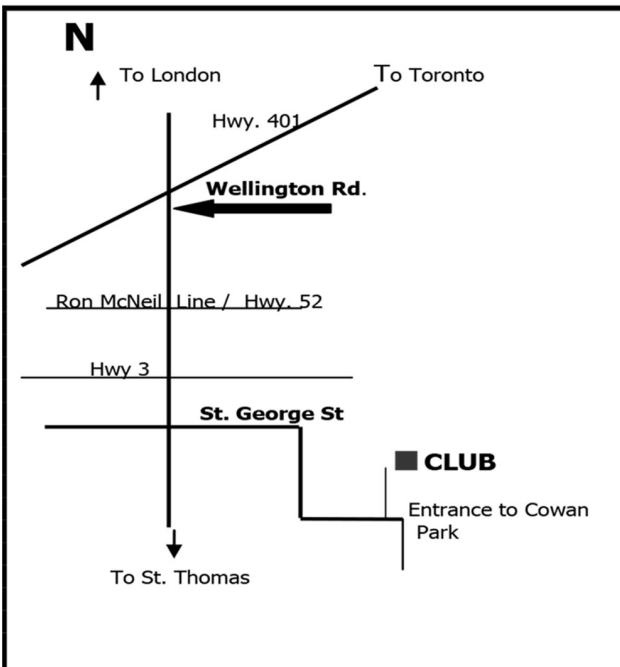 N
To London
To Toronto
Hwy. 401
Wellington Rd.
Ron McNeil Line / Hwy. 52
Hwy 3
St. George St
CLUB
Entrance to Cowan
Park
To St. Thomas